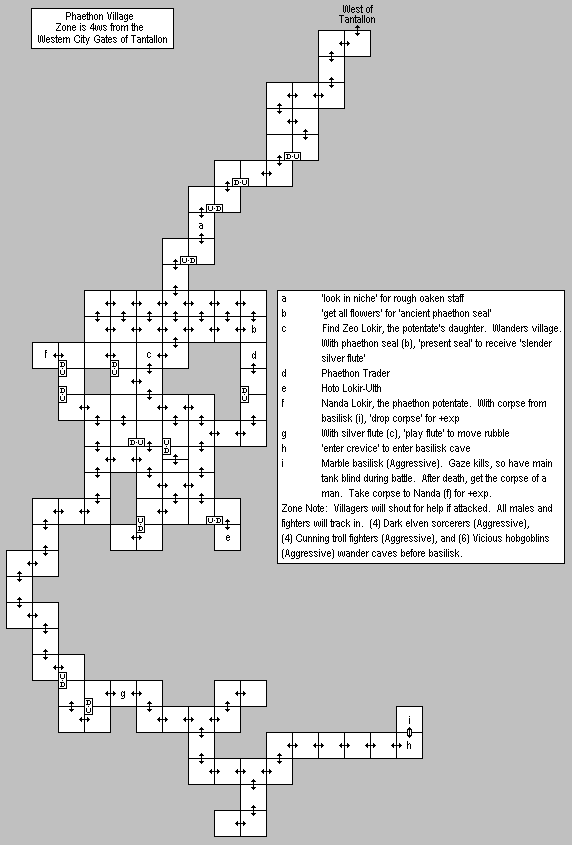 Phaethon Village
Zone is 4ws from the
Western City Gates of Tantallon
West of
Tantallon
D·U
D·U
U·D
a
U·D
b
f
c
d
D U
D U
D U
D U
D·U
U D
U D
U·D
e
U D
D U
g
i
h
a 'look in niche' for rough oaken staff
b 'get all flowers' for 'ancient phaethon seal'
c Find Zeo Lokir, the potentate's daughter. Wanders village.
With phaethon seal (b), 'present seal' to receive 'slender
silver flute'
d Phaethon Trader
e Hoto Lokir-Ulth
f Nanda Lokir, the phaethon potentate. With corpse from
basilisk (i), 'drop corpse' for +exp
g With silver flute (c), 'play flute' to move rubble
h 'enter crevice' to enter basilisk cave
i Marble basilisk (Aggressive). Gaze kills, so have main
tank blind during battle. After death, get the corpse of a
man. Take corpse to Nanda (f) for +exp.
Zone Note: Villagers will shout for help if attacked. All males and
fighters will track in. (4) Dark elven sorcerers (Aggressive),
(4) Cunning troll fighters (Aggressive), and (6) Vicious hobgoblins
(Aggressive) wander caves before basilisk.